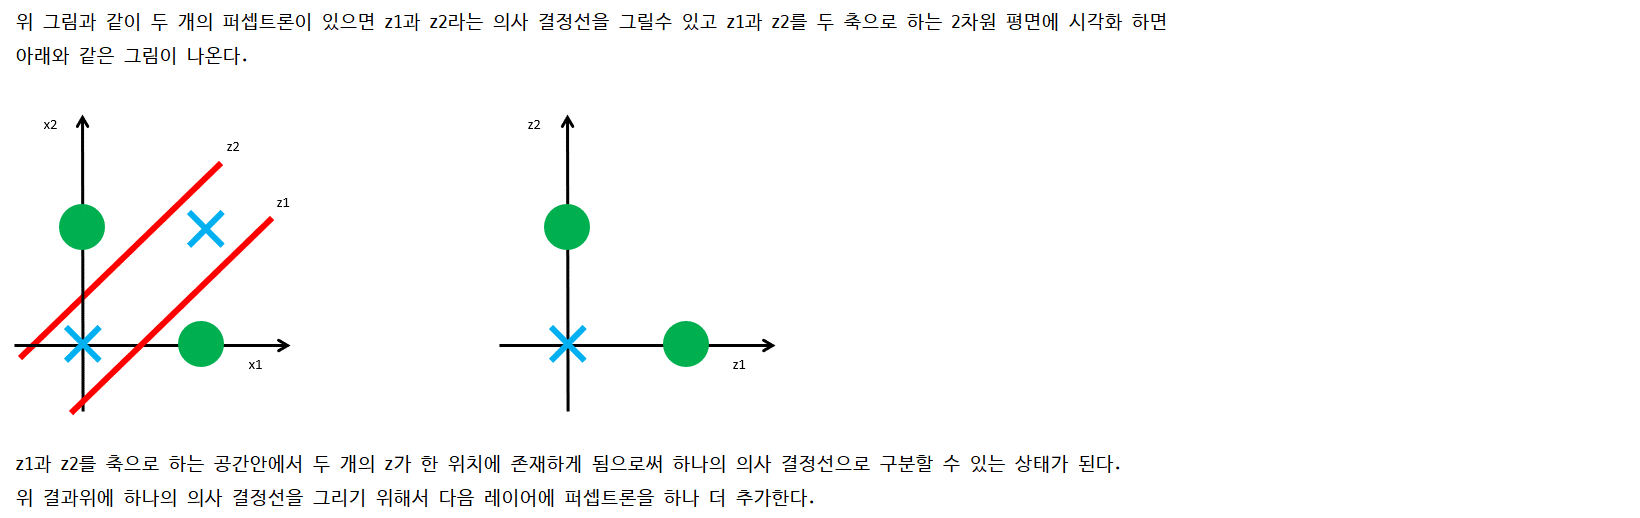 위 그림과 같이 두 개의 퍼셉트론이 있으면 z1과 z2라는 의사 결정선을 그릴수 있고 z1과 z2를 두 축으로 하는 2차원 평면에 시각화 하면
아래와 같은 그림이 나온다.
x2
z2
z1
x1
z2
z1
z1과 z2를 축으로 하는 공간안에서 두 개의 z가 한 위치에 존재하게 됨으로써 하나의 의사 결정선으로 구분할 수 있는 상태가 된다.
위 결과위에 하나의 의사 결정선을 그리기 위해서 다음 레이어에 퍼셉트론을 하나 더 추가한다.